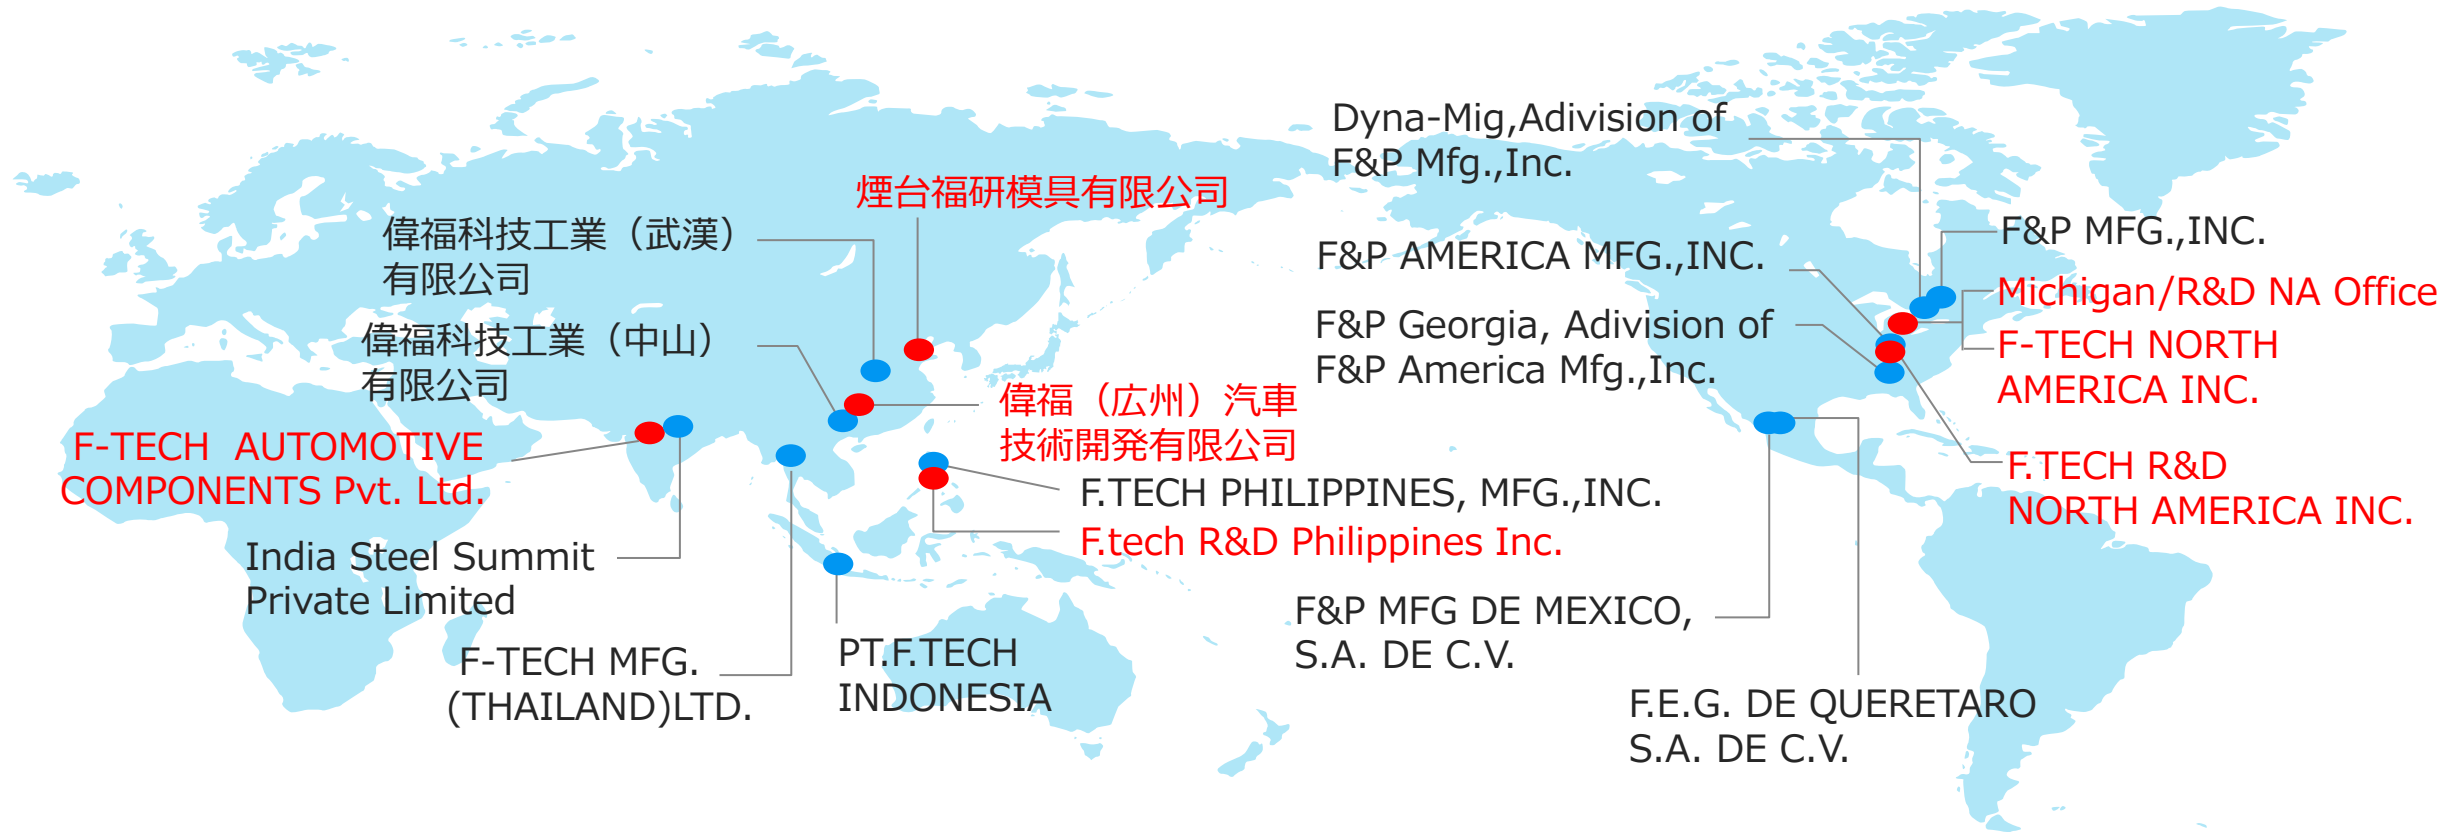 Dyna-Mig,Adivision of
F&P Mfg.,Inc.
煙台福研模具有限公司
偉福科技工業（武漢）
有限公司
F&P MFG.,INC.
F&P AMERICA MFG.,INC.
Michigan/R&D NA Office
偉福科技工業（中山）
有限公司
F&P Georgia, Adivision of
F&P America Mfg.,Inc.
F-TECH NORTH
AMERICA INC.
偉福（広州）汽車
技術開発有限公司
F-TECH AUTOMOTIVE
COMPONENTS Pvt. Ltd.
F.TECH R&D
NORTH AMERICA INC.
F.TECH PHILIPPINES, MFG.,INC.
F.tech R&D Philippines Inc.
India Steel Summit
Private Limited
F&P MFG DE MEXICO,
S.A. DE C.V.
F-TECH MFG.
(THAILAND)LTD.
PT.F.TECH
INDONESIA
F.E.G. DE QUERETARO
S.A. DE C.V.